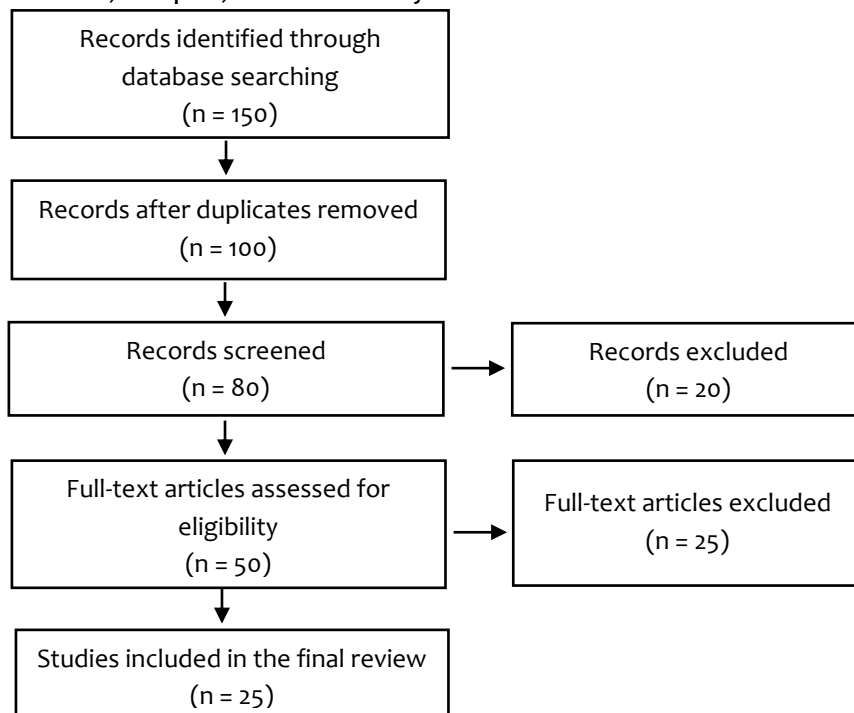 Records identified through
database searching
(n = 150)
Records after duplicates removed
(n = 100)
Records screened
(n = 80)
Records excluded
(n = 20)
Full-text articles assessed for
eligibility
(n = 50)
Full-text articles excluded
(n = 25)
Studies included in the final review
(n = 25)